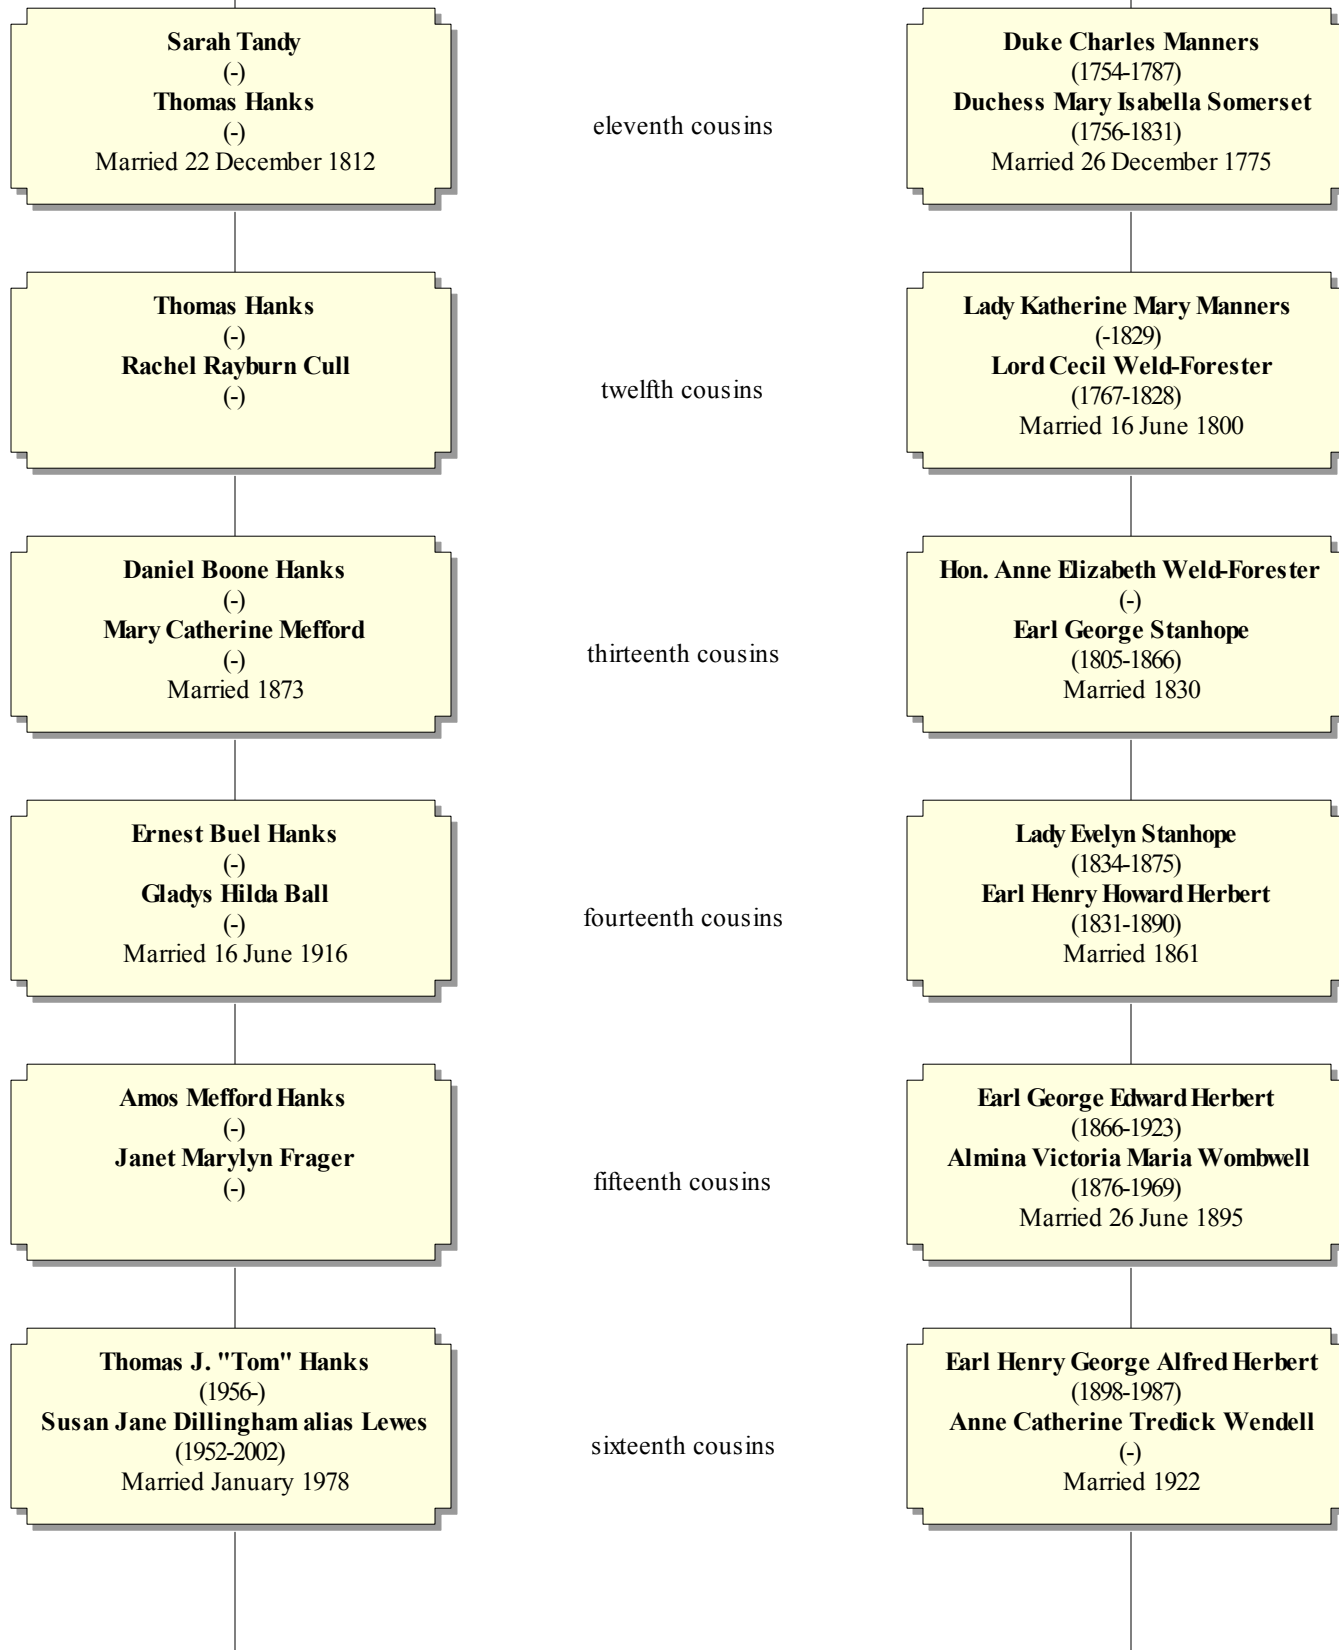 Sarah Tandy
(-)
Thomas Hanks
(-)
Married 22 December 1812
eleventh cousins
Duke Charles Manners
(1754-1787)
Duchess Mary Isabella Somerset
(1756-1831)
Married 26 December 1775
Thomas Hanks
(-)
Rachel Rayburn Cull
(-)
twelfth cousins
Lady Katherine Mary Manners
(-1829)
Lord Cecil Weld-Forester
(1767-1828)
Married 16 June 1800
Daniel Boone Hanks
(-)
Mary Catherine Mefford
(-)
Married 1873
thirteenth cousins
Hon. Anne Elizabeth Weld-Forester
(-)
Earl George Stanhope
(1805-1866)
Married 1830
Ernest Buel Hanks
(-)
Gladys Hilda Ball
(-)
Married 16 June 1916
fourteenth cousins
Lady Evelyn Stanhope
(1834-1875)
Earl Henry Howard Herbert
(1831-1890)
Married 1861
Amos Mefford Hanks
(-)
Janet Marylyn Frager
(-)
fifteenth cousins
Earl George Edward Herbert
(1866-1923)
Almina Victoria Maria Wombwell
(1876-1969)
Married 26 June 1895
Thomas J. "Tom" Hanks
(1956-)
Susan Jane Dillingham alias Lewes
(1952-2002)
Married January 1978
sixteenth cousins
Earl Henry George Alfred Herbert
(1898-1987)
Anne Catherine Tredick Wendell
(-)
Married 1922